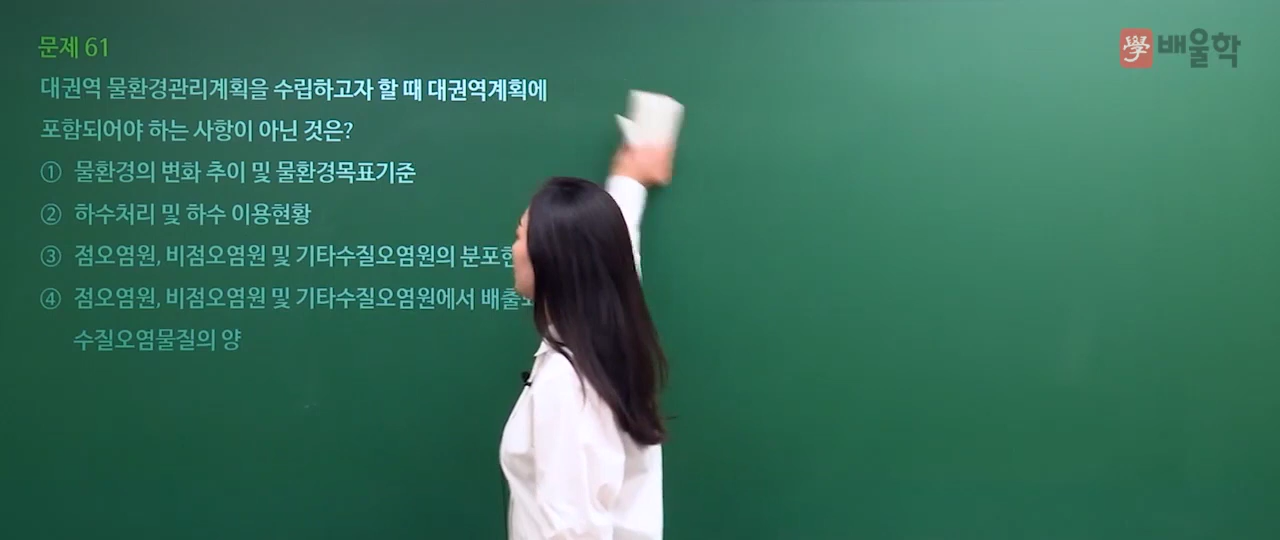 문제 61
學 배울학
대권역 물환경관리계획을 수립하고자 할 때 대권역계획에
포함되어야 하는 사항이 아닌 것은?
① 물환경의 변화 추이 및 물환경목표기준
② 하수처리 및 하수 이용현황
③ 점오염원, 비점오염원 및 기타수질오염원의
④ 점오염원, 비점오염원 및 기타수질오염원에서
수질오염물질의 양